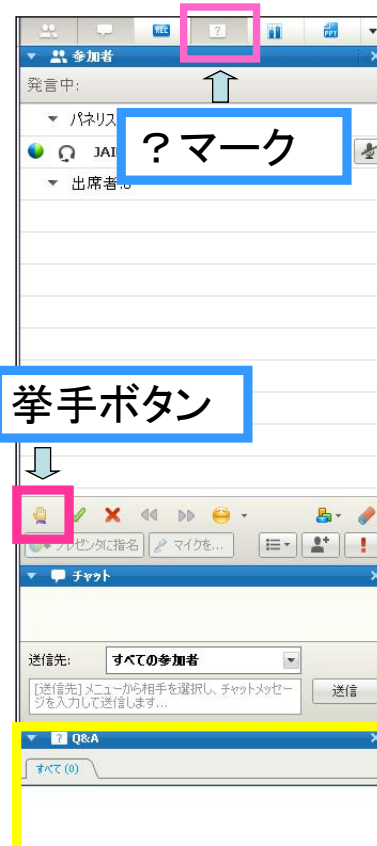 REC
?
PPT
参加者
発言中:
パネリス
？マーク
JAI
出席者:
挙手ボタン
プレゼンタに指名
マイクを...
チャット
送信先:
すべての参加者
[送信先]メニューから相手を選択し、チャットメッセー
ジを入力して送信します...
送信
? Q&A
すべて (0)